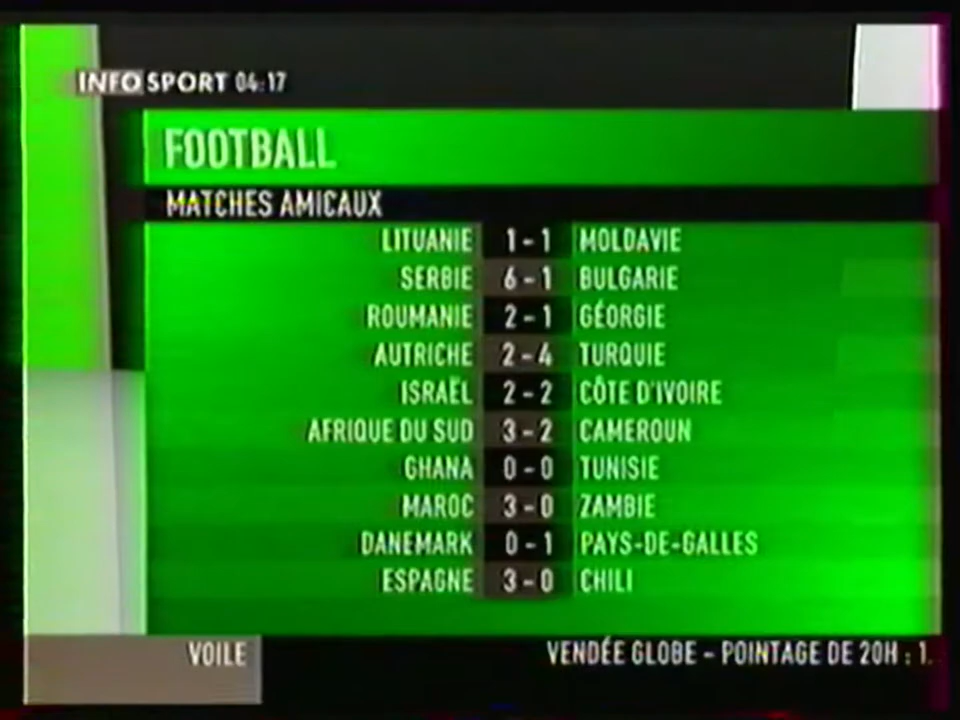 INFOSPORT 04:17
FOOTBALL
MATCHES AMICAUX
LITUANIE 1 - 1 MOLDAVIE
SERBIE 6 - 1 BULGARIE
ROUMANIE 2 - 1 GÉORGIE
AUTRICHE 2 - 4 TURQUIE
ISRAËL 2 - 2 CÔTE D'IVOIRE
AFRIQUE DU SUD 3 - 2 CAMEROUN
GHANA 0 - 0 TUNISIE
MAROC 3 - 0 ZAMBIE
DANEMARK 0 - 1 PAYS-DE-GALLES
ESPAGNE 3 - 0 CHILI
VOILE VENDÉE GLOBE - POINTAGE DE 20H : 1.